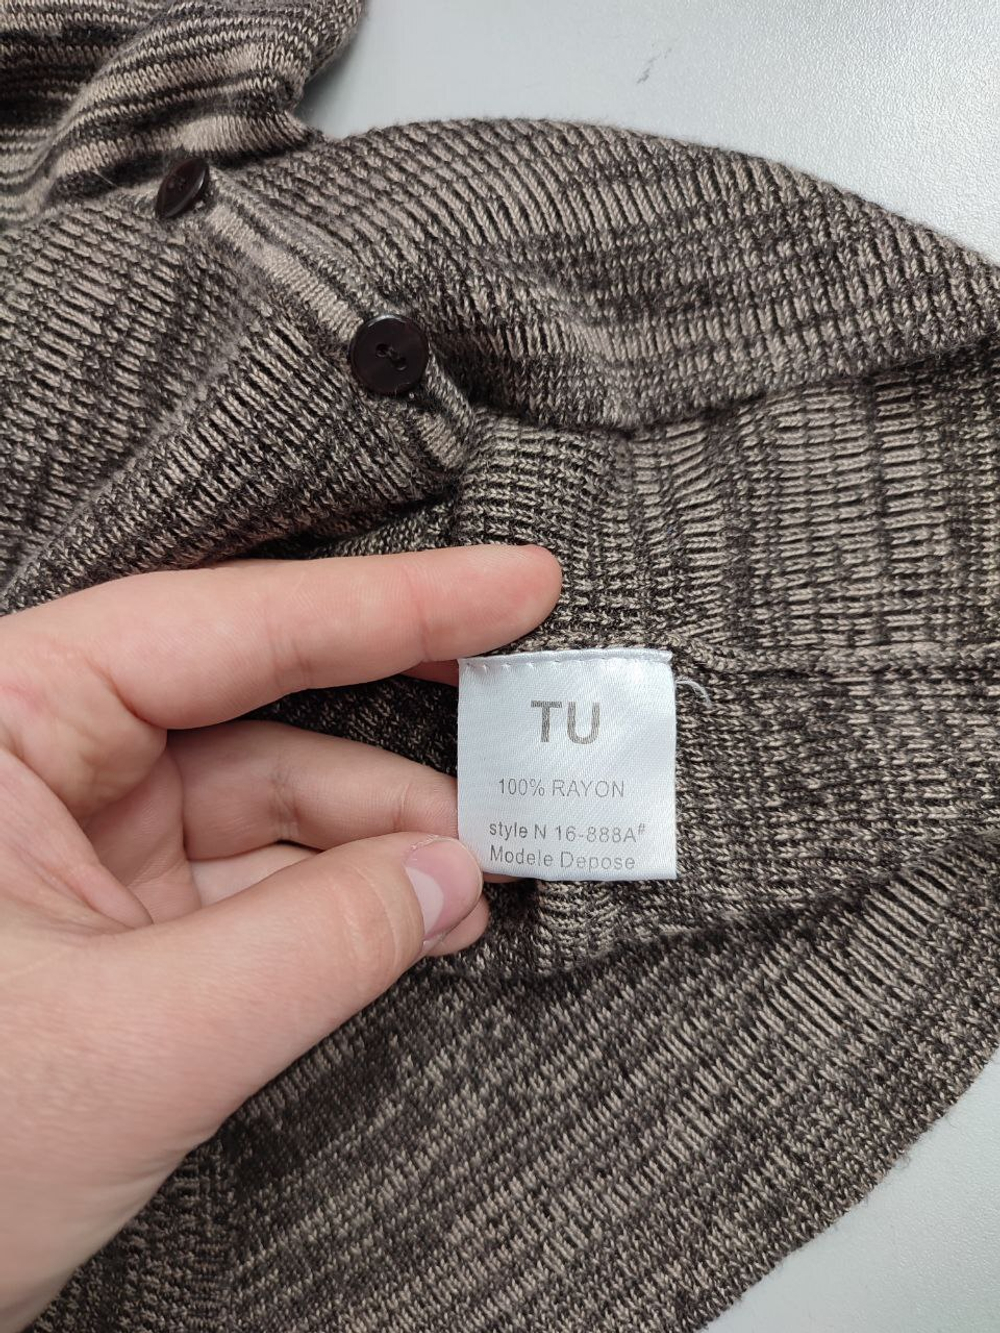 TU
100% RAYON
style N 16-888A#
Modele Depose